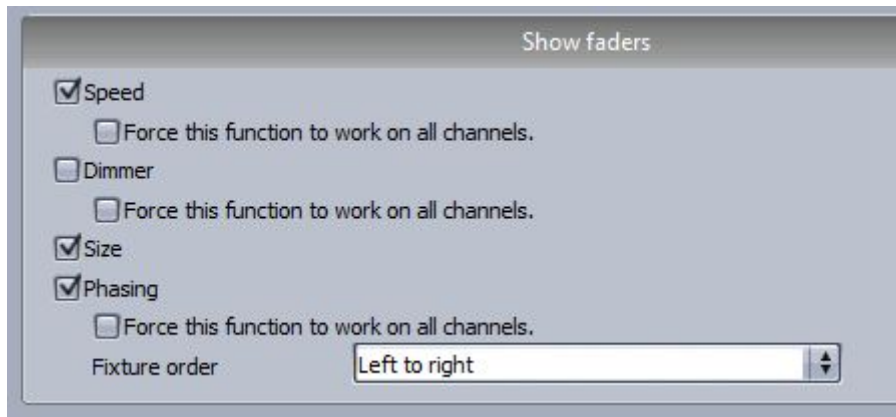 Show faders
Speed
Force this function to work on all channels.
Dimmer
Force this function to work on all channels.
Size
Phasing
Force this function to work on all channels.
Fixture order Left to right